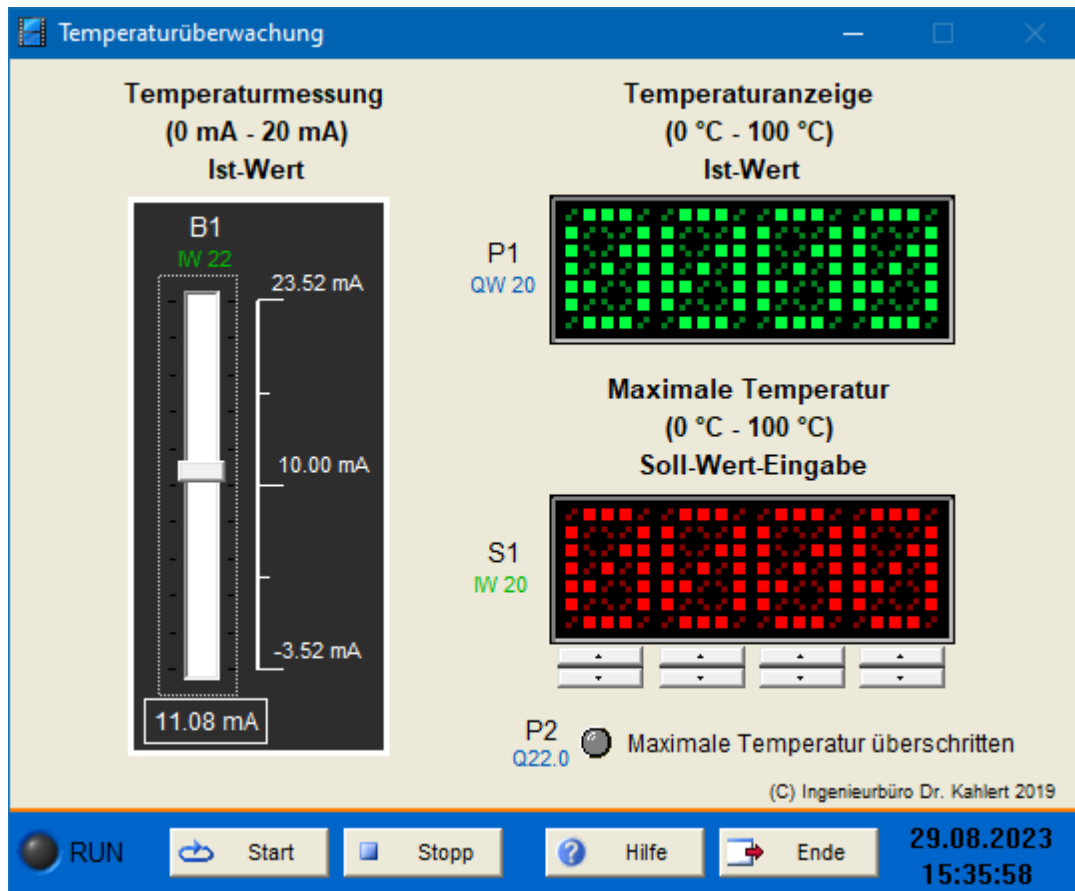 Temperaturüberwachung
Temperaturmessung
(0 mA - 20 mA)
Ist-Wert
B1
IW 22
23.52 mA
10.00 mA
-3.52 mA
11.08 mA
Temperaturanzeige
(0 °C - 100 °C)
Ist-Wert
P1
QW 20
0000
Maximale Temperatur
(0 °C - 100 °C)
Soll-Wert-Eingabe
S1
IW 20
0000
P2
Q22.0
Maximale Temperatur überschritten
(C) Ingenieurbüro Dr. Kahlert 2019
RUN
Start
Stopp
Hilfe
Ende
29.08.2023
15:35:58